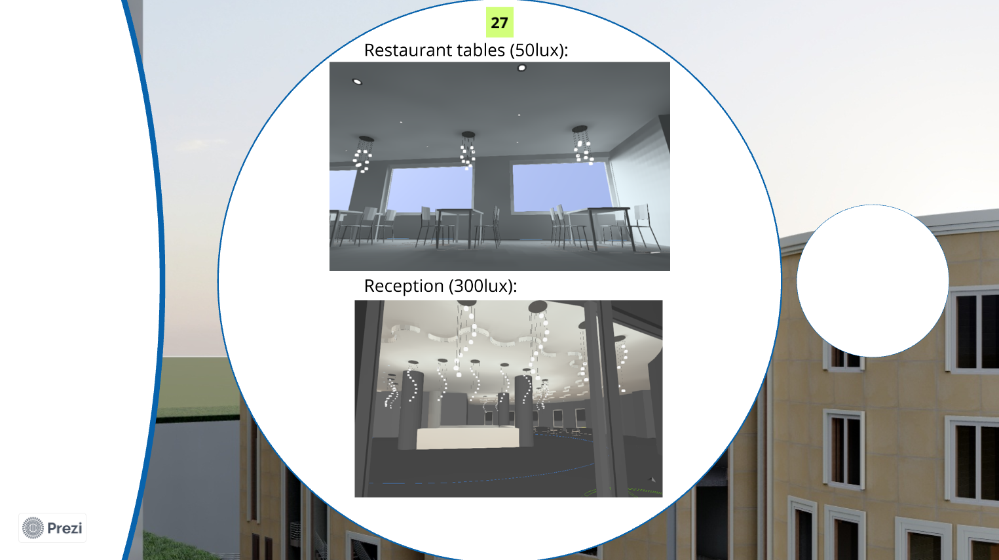 27
Restaurant tables (50lux):
Reception (300lux):
Prezi